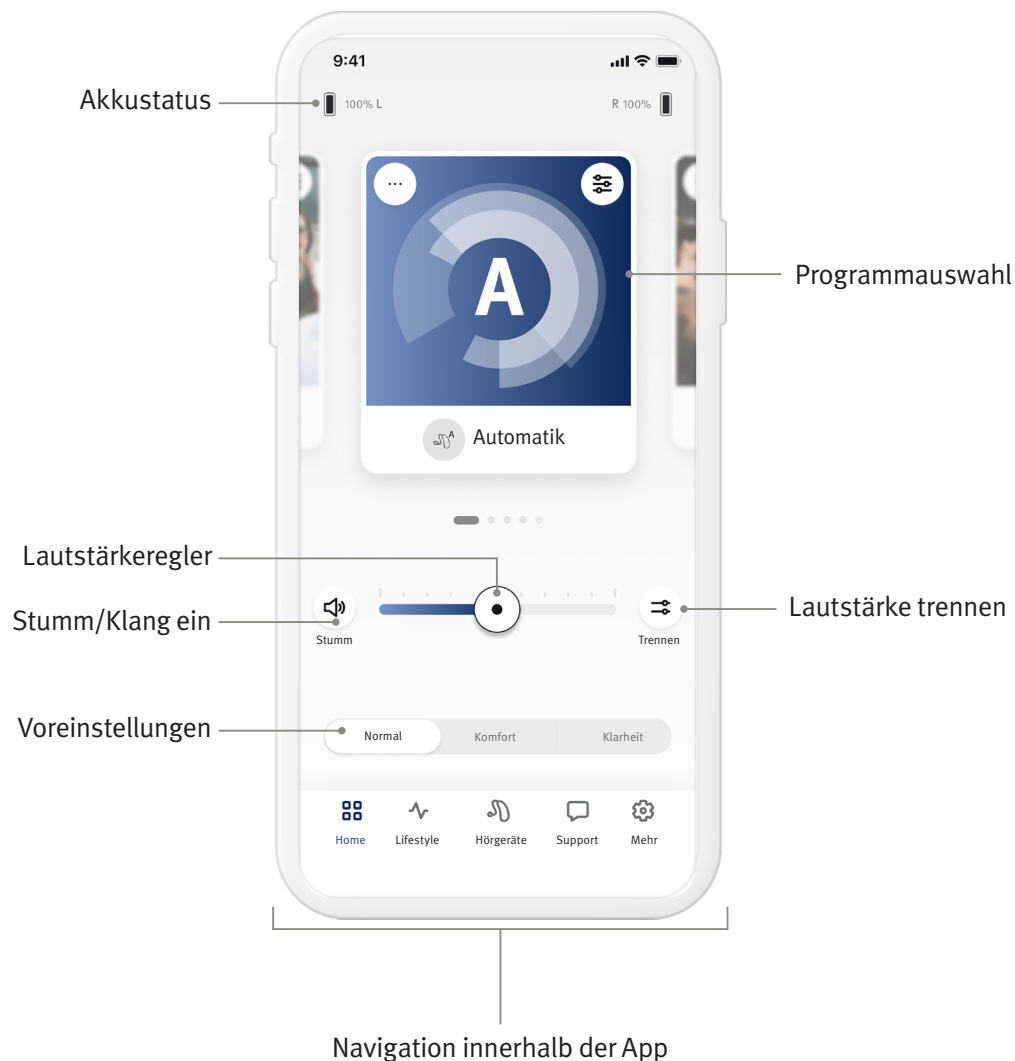 9:41
Akkustatus
100% L
R 100%
...
A
Programmauswahl
A
Automatik
Lautstärkeregler
Stumm/Klang ein
Stumm
Trennen
Lautstärke trennen
Voreinstellungen
Normal
Komfort
Klarheit
Home
Lifestyle
Hörgeräte
Support
Mehr
Navigation innerhalb der App